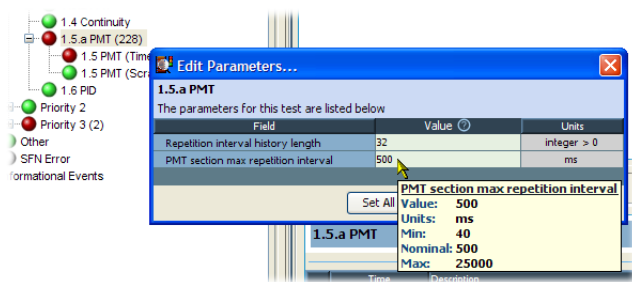 1.4 Continuity
1.5.a PMT (228)
1.5 PMT (Time
1.5 PMT (Scr
1.6 PID
Priority 2
Priority 3 (2)
Other
SFN Error
formational Events
Edit Parameters...
1.5.a PMT
The parameters for this test are listed below
Field Value Units
Repetition interval history length 32 integer > 0
PMT section max repetition interval 500 ms
Set All
PMT section max repetition interval
Value: 500
Units: ms
Min: 40
Nominal: 500
Max: 25000
1.5.a PMT
Time Description